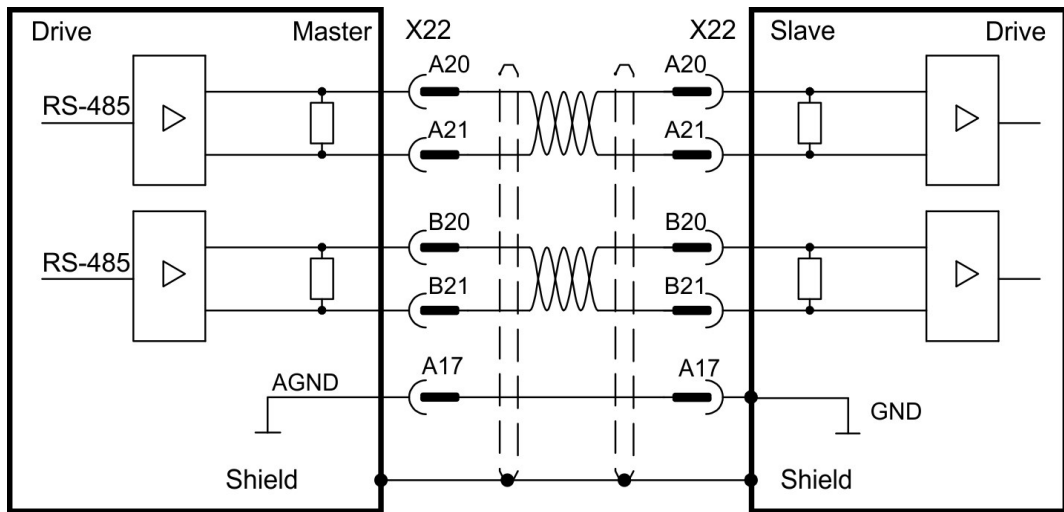 Drive Master X22 X22 Slave Drive
A20 A20
RS-485
A21 A21
B20 B20
RS-485
B21 B21
A17 A17
AGND
GND
Shield Shield